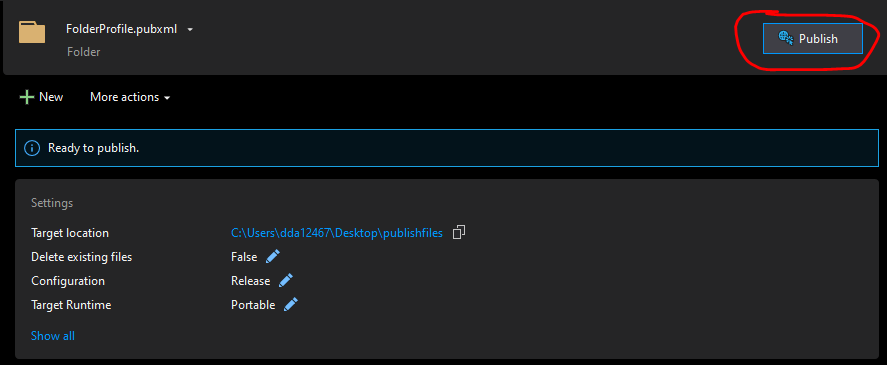 FolderProfile.pubxml
Folder
Publish
New
More actions
Ready to publish.
Settings
Target location C:\Users\dda12467\Desktop\publishfiles
Delete existing files False
Configuration Release
Target Runtime Portable
Show all